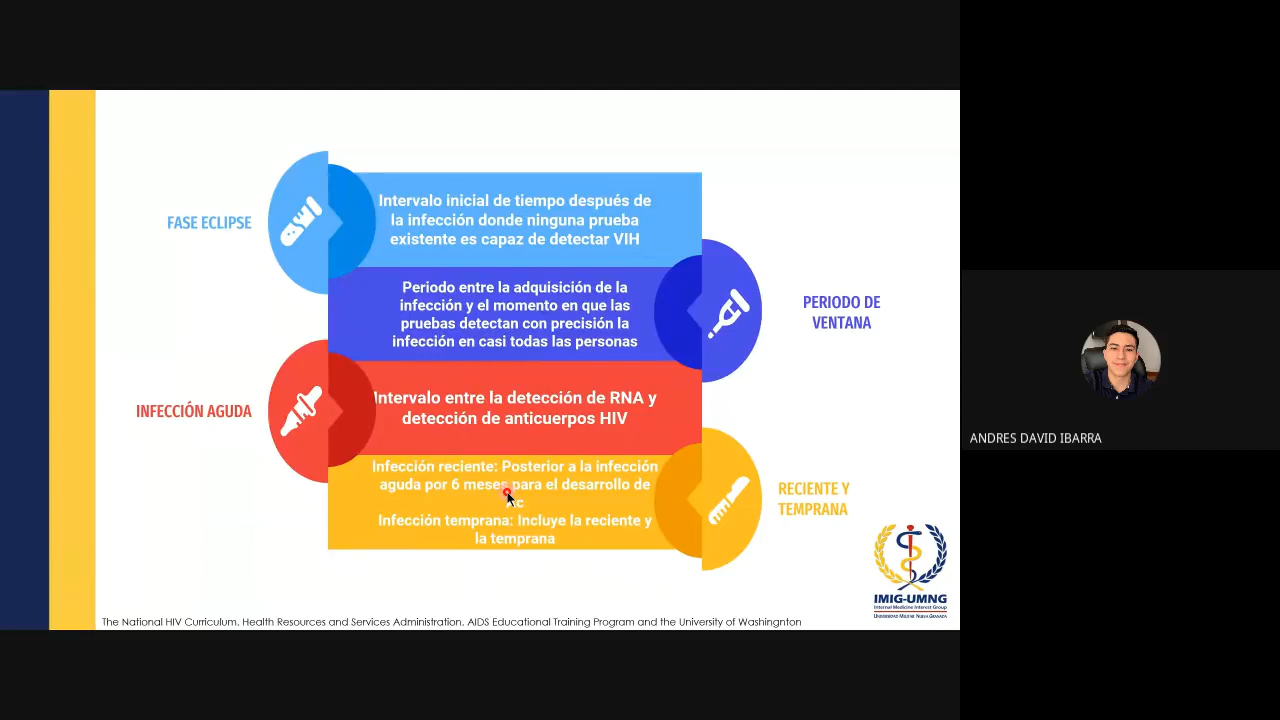 FASE ECLIPSE
Intervalo inicial de tiempo después de
la infección donde ninguna prueba
existente es capaz de detectar VIH
Periodo entre la adquisición de la
infección y el momento en que las
pruebas detectan con precisión la
infección en casi todas las personas
PERIODO DE
VENTANA
INFECCIÓN AGUDA
Intervalo entre la detección de RNA y
detección de anticuerpos HIV
Infección reciente: Posterior a la infección
aguda por 6 meses para el desarrollo de
Infección temprana: Incluye la reciente y
la temprana
RECIENTE Y
TEMPRANA
IMIG-UMNG
Internal Medicine Interest Group
Universidad Militar Nueva Granada
The National HIV Curriculum, Health Resources and Services Administration, AIDS Educational Training Program and the University of Washingnton
ANDRES DAVID IBARRA